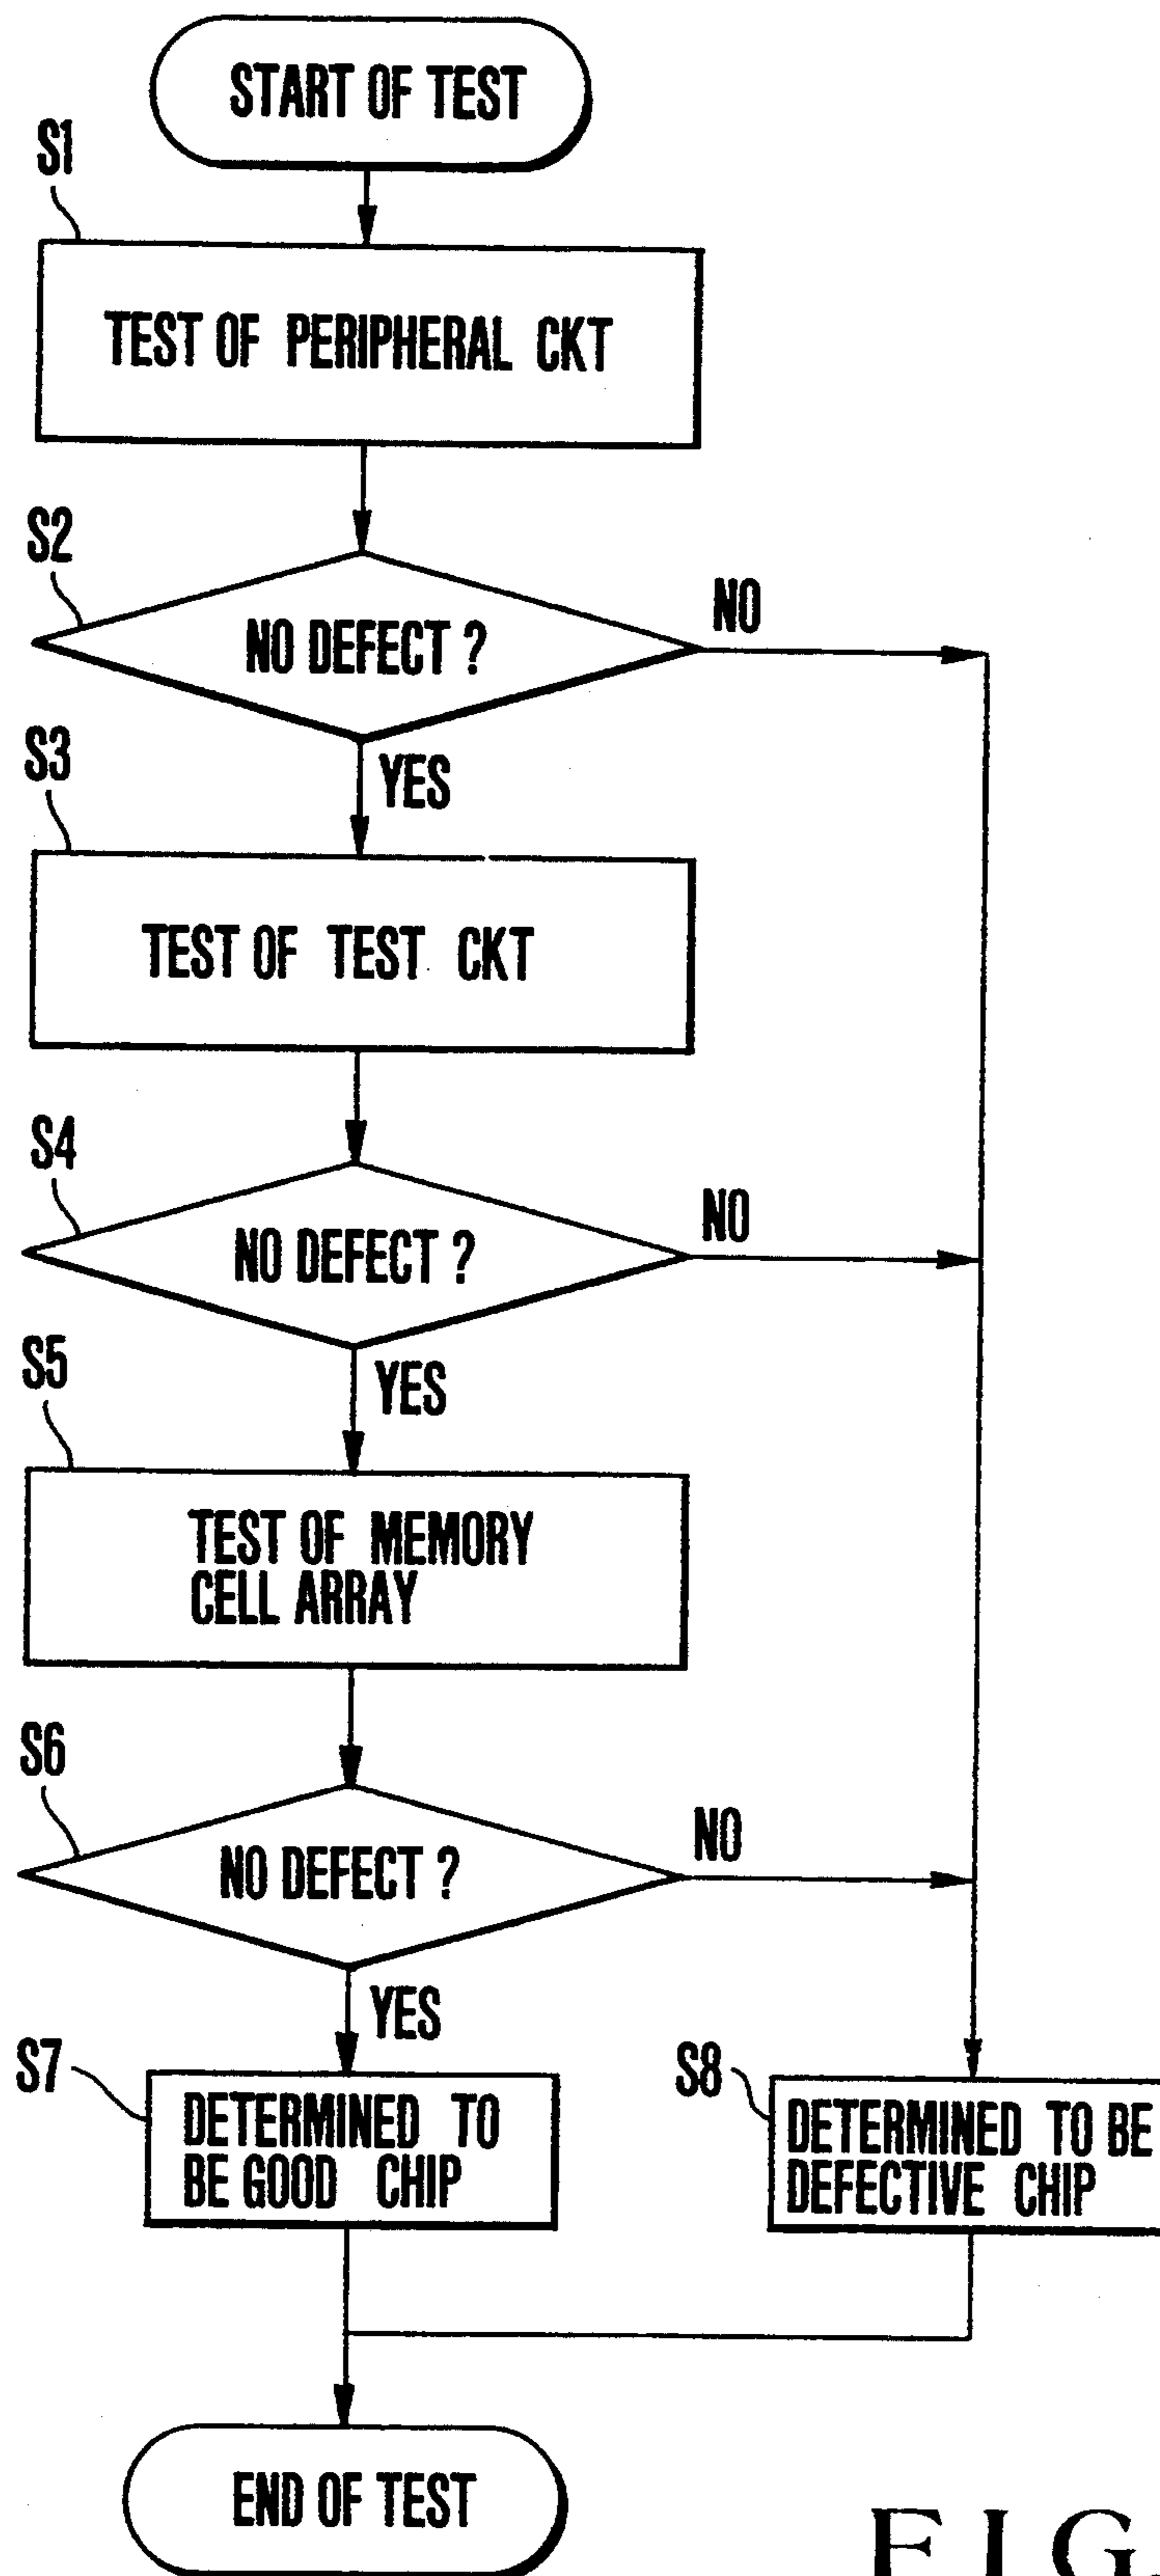 START OF TEST
S1
TEST OF PERIPHERAL CKT
S2
NO DEFECT ?
NO
YES
S3
TEST OF TEST CKT
S4
NO DEFECT ?
NO
YES
S5
TEST OF MEMORY
CELL ARRAY
S6
NO DEFECT ?
NO
YES
S7
DETERMINED TO
BE GOOD CHIP
S8
DETERMINED TO BE
DEFECTIVE CHIP
END OF TEST
FIG.